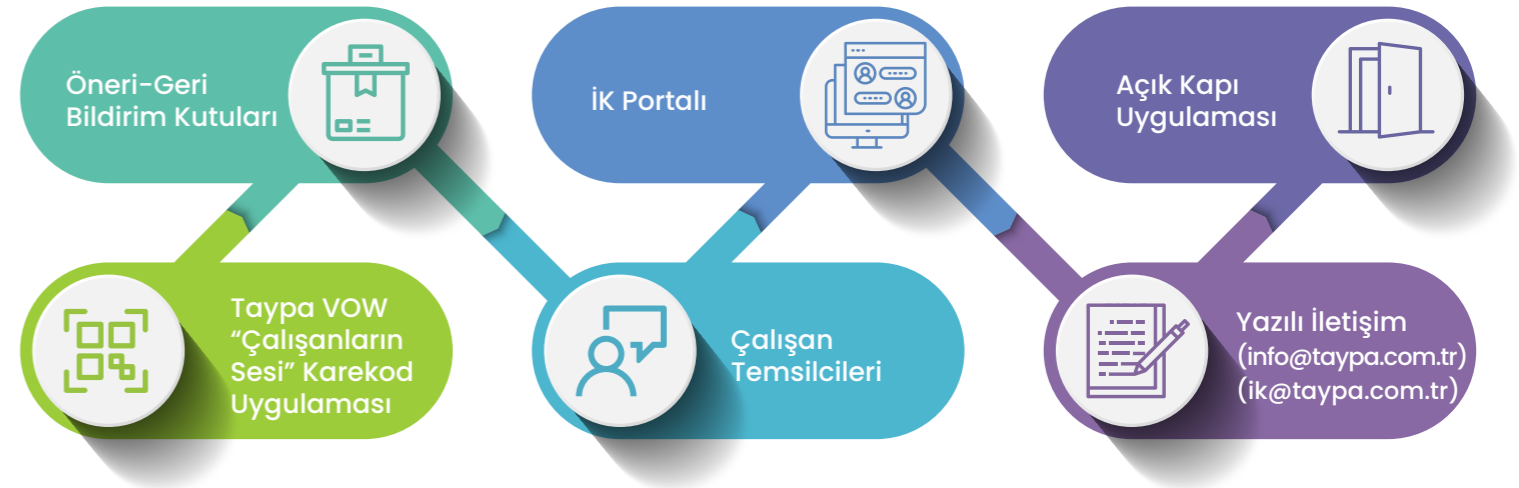 Öneri-Geri
Bildirim Kutuları
İK Portalı
Açık Kapı
Uygulaması
Taypa VOW
“Çalışanların
Sesi” Karekod
Uygulaması
Çalışan
Temsilcileri
Yazılı İletişim
(info@taypa.com.tr)
(ik@taypa.com.tr)